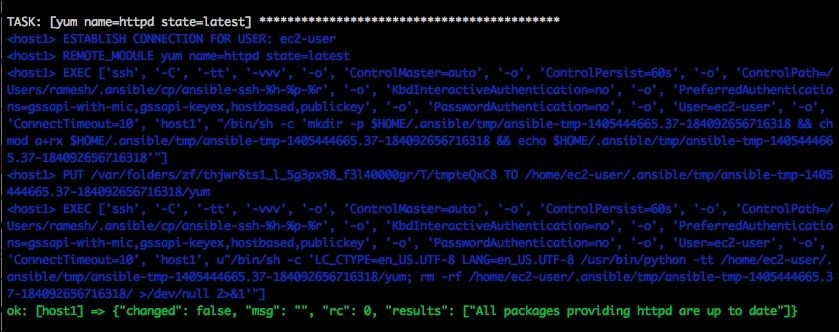 TASK: [yum name=httpd state=latest] *******************************************
<host1> ESTABLISH CONNECTION FOR USER: ec2-user
<host1> REMOTE_MODULE yum name=httpd state=latest
<host1> EXEC ['ssh', '-C', '-tt', '-vvv', '-o', 'ControlMaster=auto', '-o', 'ControlPersist=60s', '-o', 'ControlPath=/
Users/ramesh/.ansible/cp/ansible-ssh-%h-%p-%r', '-o', 'KbdInteractiveAuthentication=no', '-o', 'PreferredAuthenticatio
ns=gssapi-with-mic,gssapi-keyex,hostbased,publickey', '-o', 'PasswordAuthentication=no', '-o', 'User=ec2-user', '-o',
'ConnectTimeout=10', 'host1', "/bin/sh -c 'mkdir -p $HOME/.ansible/tmp/ansible-tmp-1405444665.37-184092656716318 && ch
mod a+rx $HOME/.ansible/tmp/ansible-tmp-1405444665.37-184092656716318 && echo $HOME/.ansible/tmp/ansible-tmp-140544466
5.37-184092656716318'"]
<host1> PUT /var/folders/zf/thjwr8ts1_l_5g3px98_f3l40000gr/T/tmpteQxC8 TO /home/ec2-user/.ansible/tmp/ansible-tmp-1405
444665.37-184092656716318/yum
<host1> EXEC ['ssh', '-C', '-tt', '-vvv', '-o', 'ControlMaster=auto', '-o', 'ControlPersist=60s', '-o', 'ControlPath=/
Users/ramesh/.ansible/cp/ansible-ssh-%h-%p-%r', '-o', 'KbdInteractiveAuthentication=no', '-o', 'PreferredAuthenticatio
ns=gssapi-with-mic,gssapi-keyex,hostbased,publickey', '-o', 'PasswordAuthentication=no', '-o', 'User=ec2-user', '-o',
'ConnectTimeout=10', 'host1', u"/bin/sh -c 'LC_CTYPE=en_US.UTF-8 LANG=en_US.UTF-8 /usr/bin/python -tt /home/ec2-user/.
ansible/tmp/ansible-tmp-1405444665.37-184092656716318/yum; rm -rf /home/ec2-user/.ansible/tmp/ansible-tmp-1405444665.3
7-184092656716318/ >/dev/null 2>&1'"]
ok: [host1] => {"changed": false, "msg": "", "rc": 0, "results": ["All packages providing httpd are up to date"]}